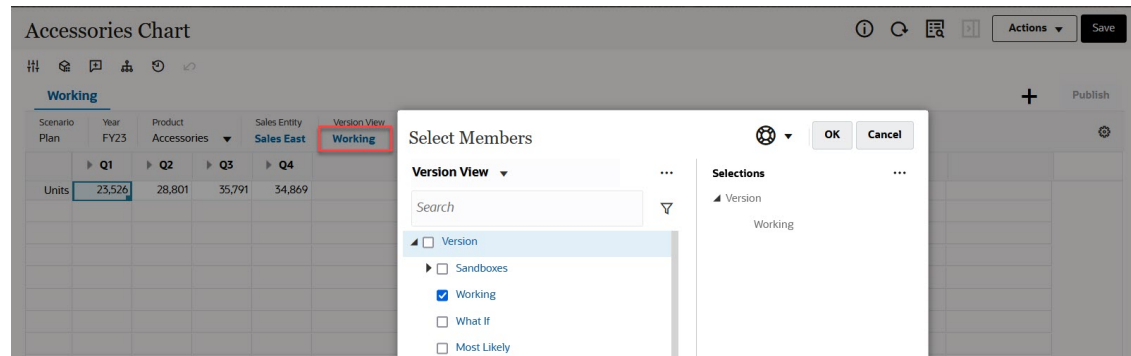 Accessories Chart
Actions
Save
Working
Publish
Scenario Year Product Sales Entity Version View
Plan FY23 Accessories Sales East Working
Q1 Q2 Q3 Q4
Units 23,526 28,801 35,791 34,869
Select Members
OK Cancel
Version View
Selections
Search
Version
Working
Version
Sandboxes
Working
What If
Most Likely